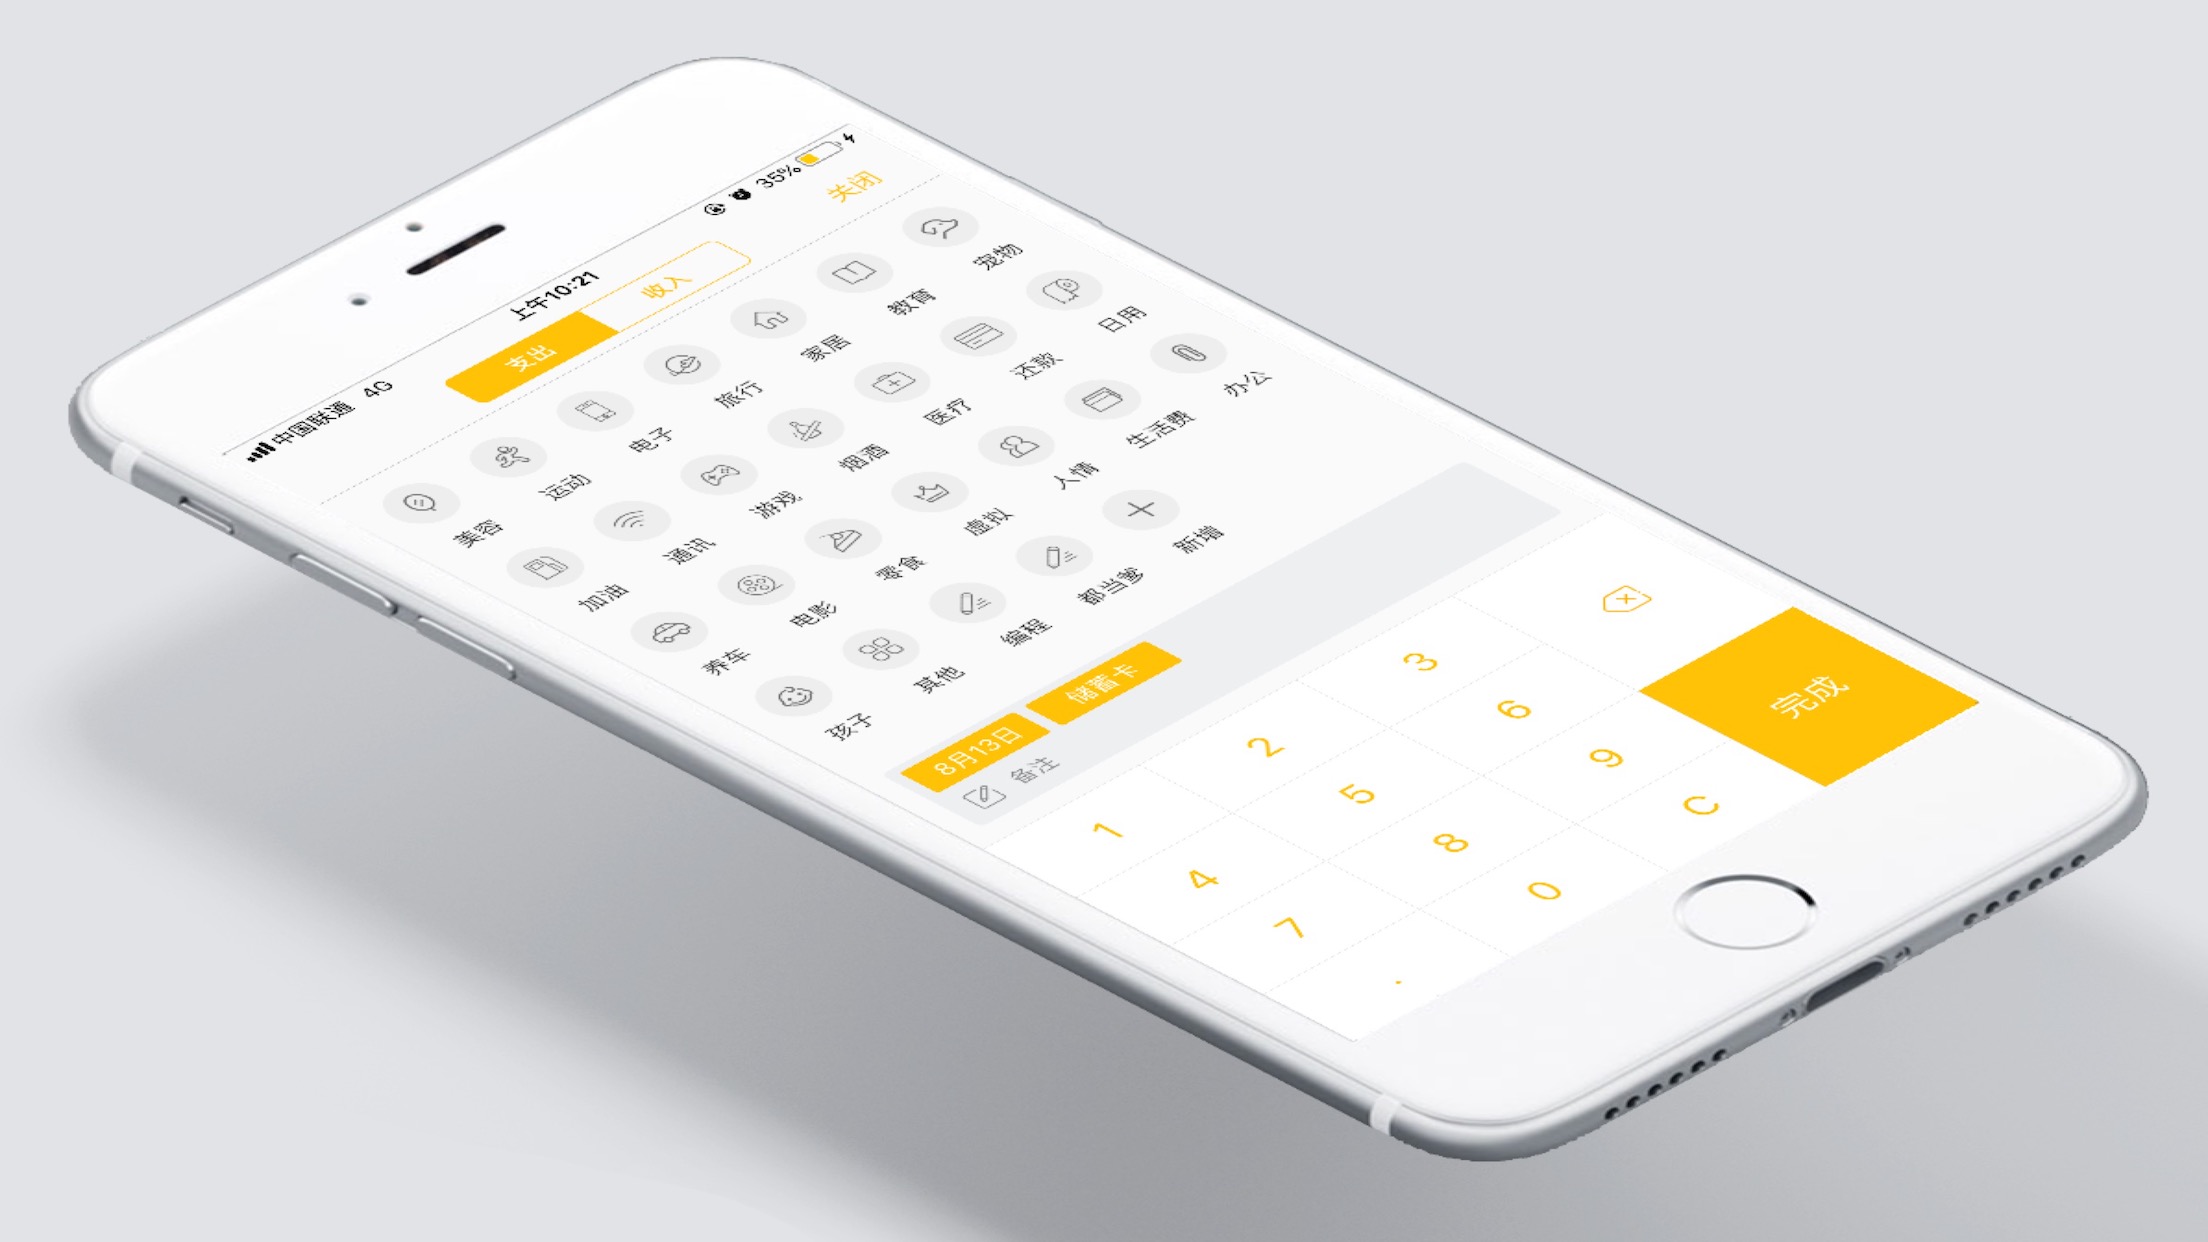 中国联通 4G 上午10:21 35%
支出 收入 关闭
美容 运动 电子 旅行 家居 教育 宠物
加油 通讯 游戏 烟酒 医疗 还款 日用
养车 电影 零食 虚拟 人情 生活费 办公
孩子 其他 编程 都当爹 新增
8月13日 储蓄卡
备注
1 2 3
4 5 6 完成
7 8 9
. 0 C